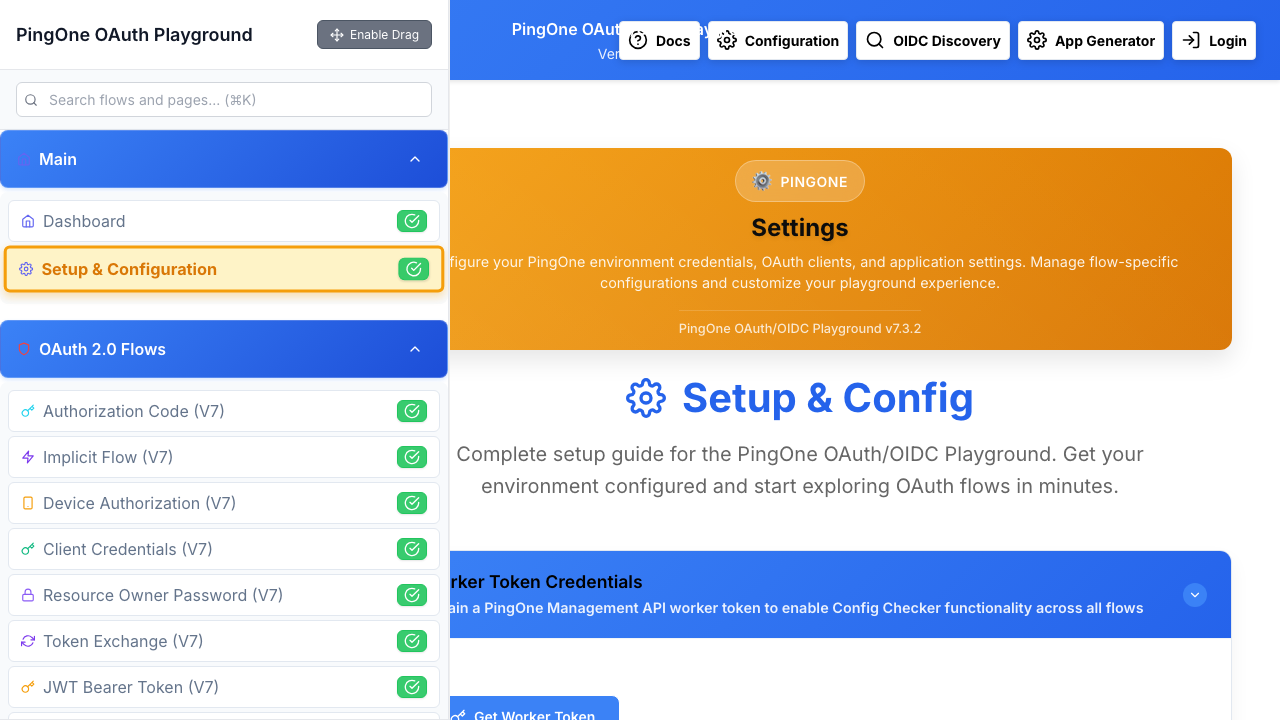 PingOne OAuth Playground
Enable Drag
Search flows and pages... (⌘K)
Main
Dashboard
Setup & Configuration
OAuth 2.0 Flows
Authorization Code (V7)
Implicit Flow (V7)
Device Authorization (V7)
Client Credentials (V7)
Resource Owner Password (V7)
Token Exchange (V7)
JWT Bearer Token (V7)
PingOne OAu
Ver
Docs
Configuration
OIDC Discovery
App Generator
Login
PINGONE
Settings
figure your PingOne environment credentials, OAuth clients, and application settings. Manage flow-specific
configurations and customize your playground experience.
PingOne OAuth/OIDC Playground v7.3.2
Setup & Config
Complete setup guide for the PingOne OAuth/OIDC Playground. Get your
environment configured and start exploring OAuth flows in minutes.
rker Token Credentials
ain a PingOne Management API worker token to enable Config Checker functionality across all flows
Get Worker Token